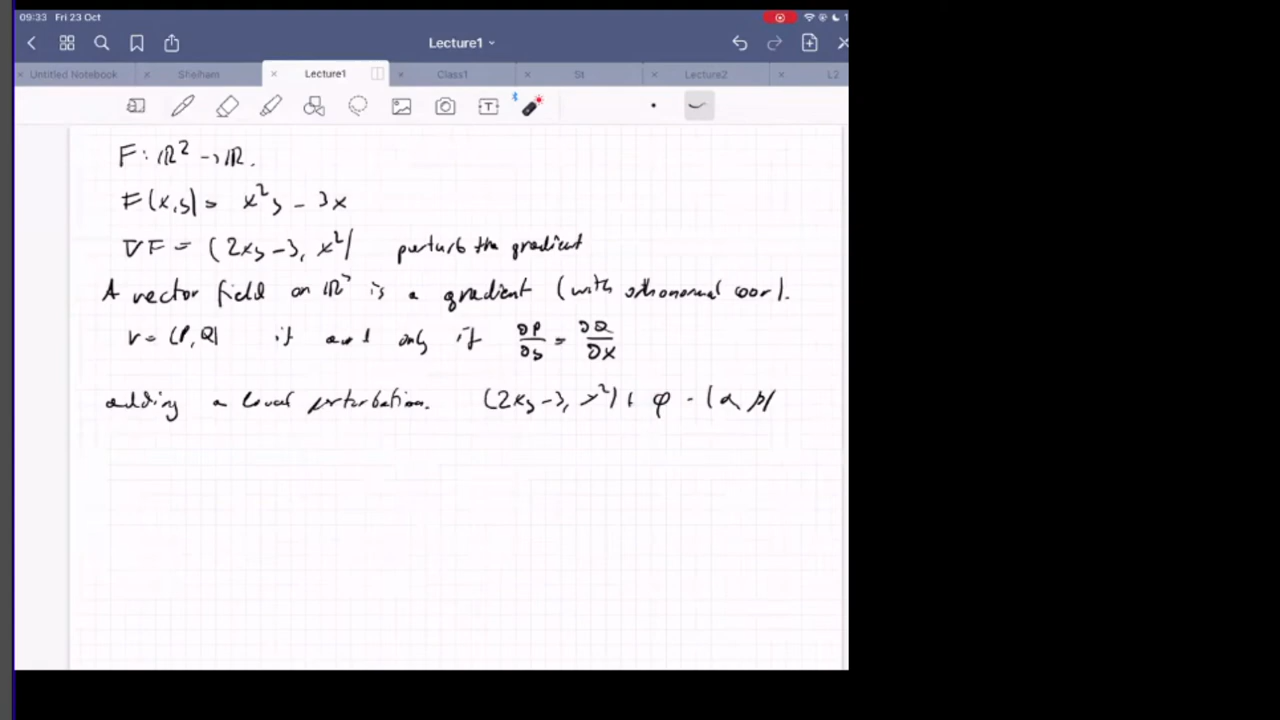 09:33 Fri 23 Oct
Lecture1
Untitled Notebook
Sheiham
Lecture1
Class1
St
Lecture2
L2
F: ℝ² → ℝ.
F(x,y) = x²y - 3x
∇F = (2xy - 3, x²) perturb the gradient
A vector field on ℝ² is a gradient (with orthonormal coor).
v = (P, Q) if and only if ∂P/∂y = ∂Q/∂x
adding a local perturbation. (2xy - 3, x²) + φ · (α, β)